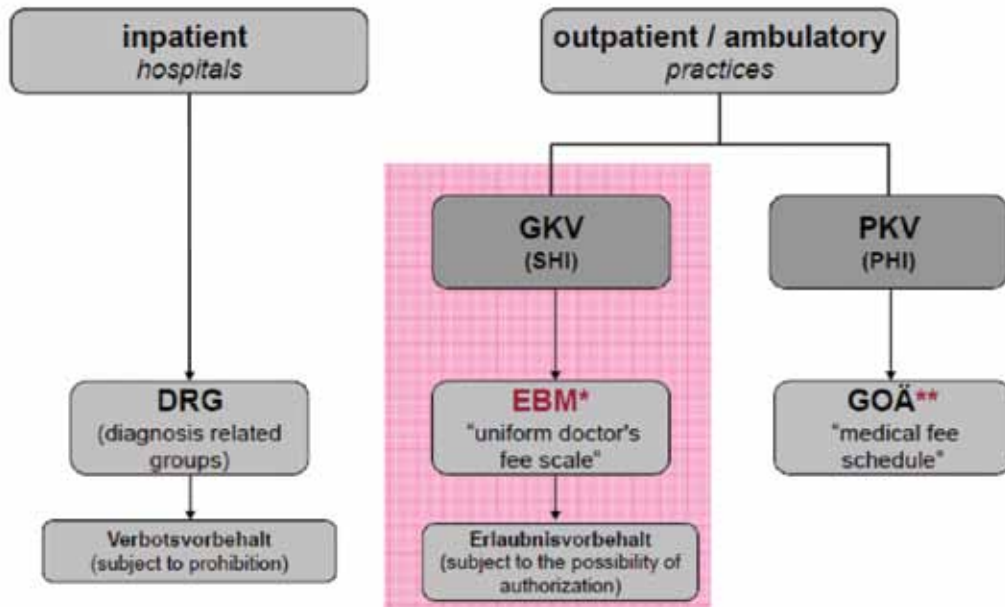 inpatient
hospitals
outpatient / ambulatory
practices
GKV
(SHI)
PKV
(PHI)
DRG
(diagnosis related
groups)
EBM*
"uniform doctor's
fee scale"
GOÄ**
"medical fee
schedule"
Verbotsvorbehalt
(subject to prohibition)
Erlaubnisvorbehalt
(subject to the possibility of
authorization)